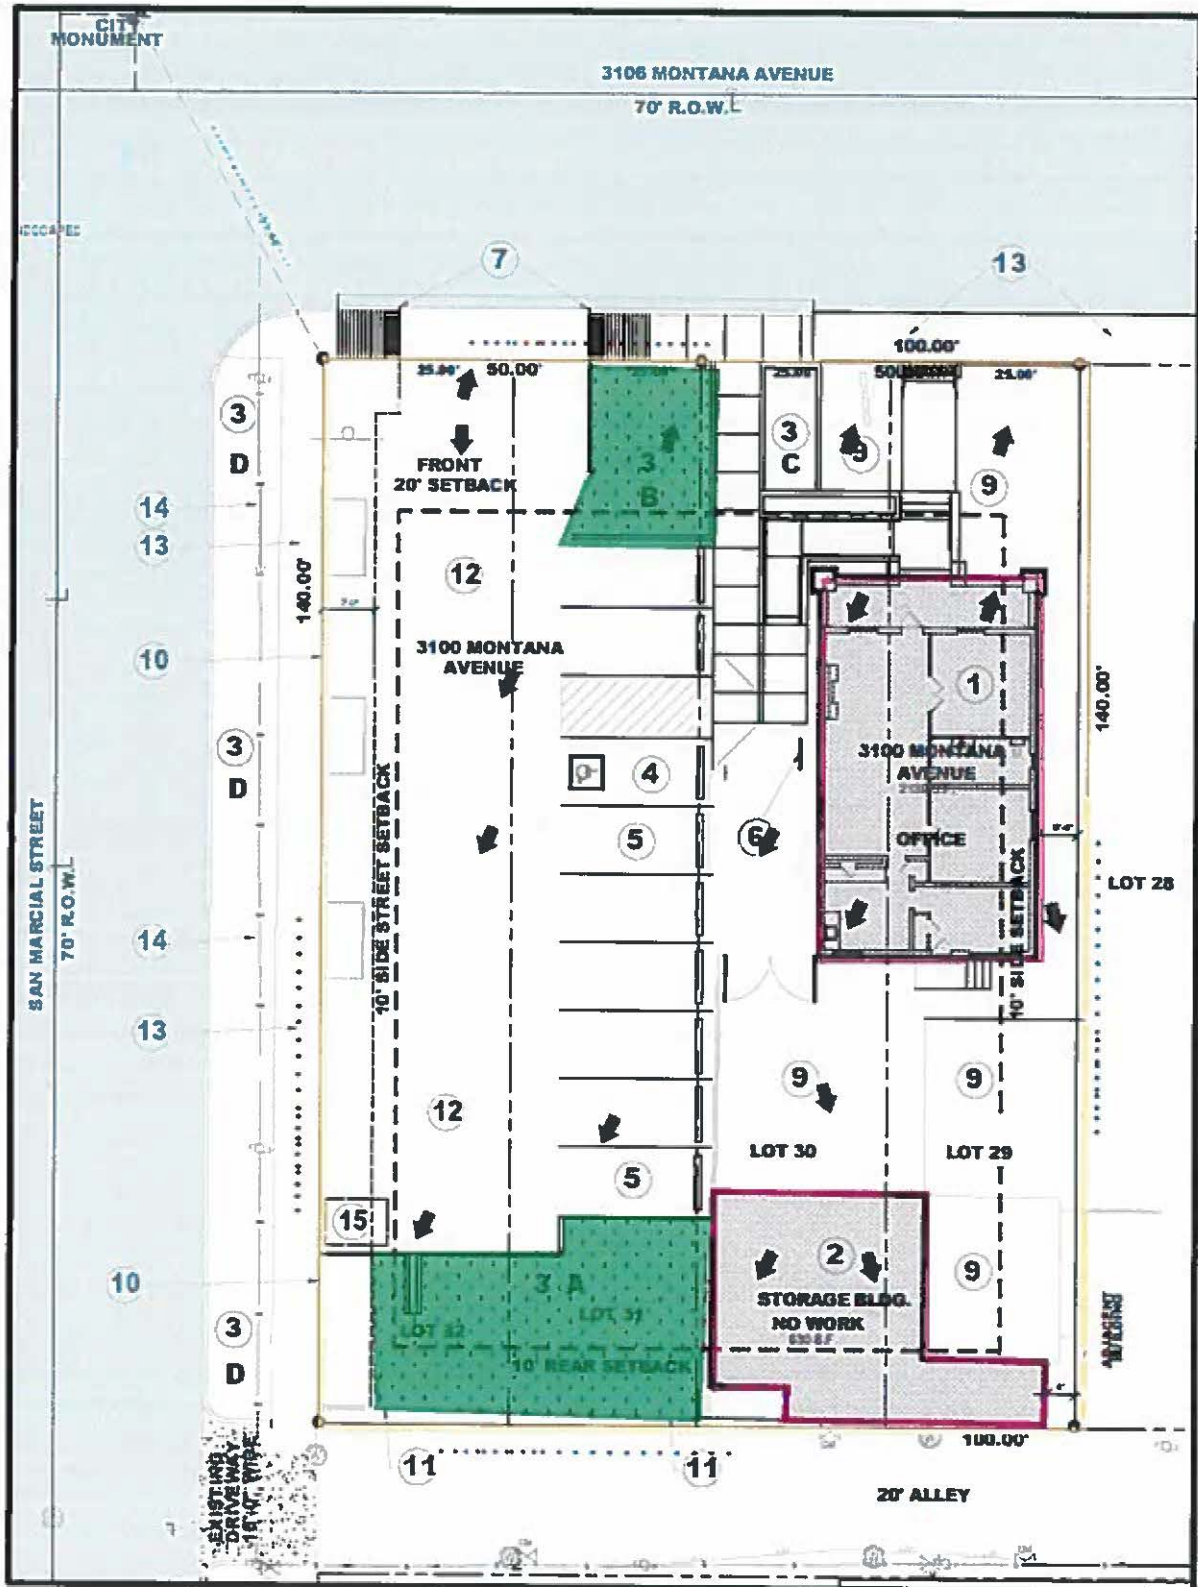 CITY
MONUMENT
3106 MONTANA AVENUE
70' R.O.W.
7
13
100.00'
25.00' 50.00' 25.00 21.00'
3
D
3
B
3
C
9
9
FRONT
20' SETBACK
14
13
12
140.00'
10
3100 MONTANA
AVENUE
1
140.00'
3
D
4
3100 MONTANA
AVENUE
5
6
OFFICE
10' SIDE STREET SETBACK
10' SIDE SETBACK
LOT 28
SAN MARCIAL STREET
70' R.O.W.
14
13
9
9
12
LOT 30
LOT 29
5
15
2
9
10
3 A
STORAGE BLDG.
NO WORK
630 S.F
LOT 32
LOT 31
3
D
10' REAR SETBACK
ADJACENT
BUILDING
EXISTING
DRIVEWAY
11
11
100.00'
20' ALLEY